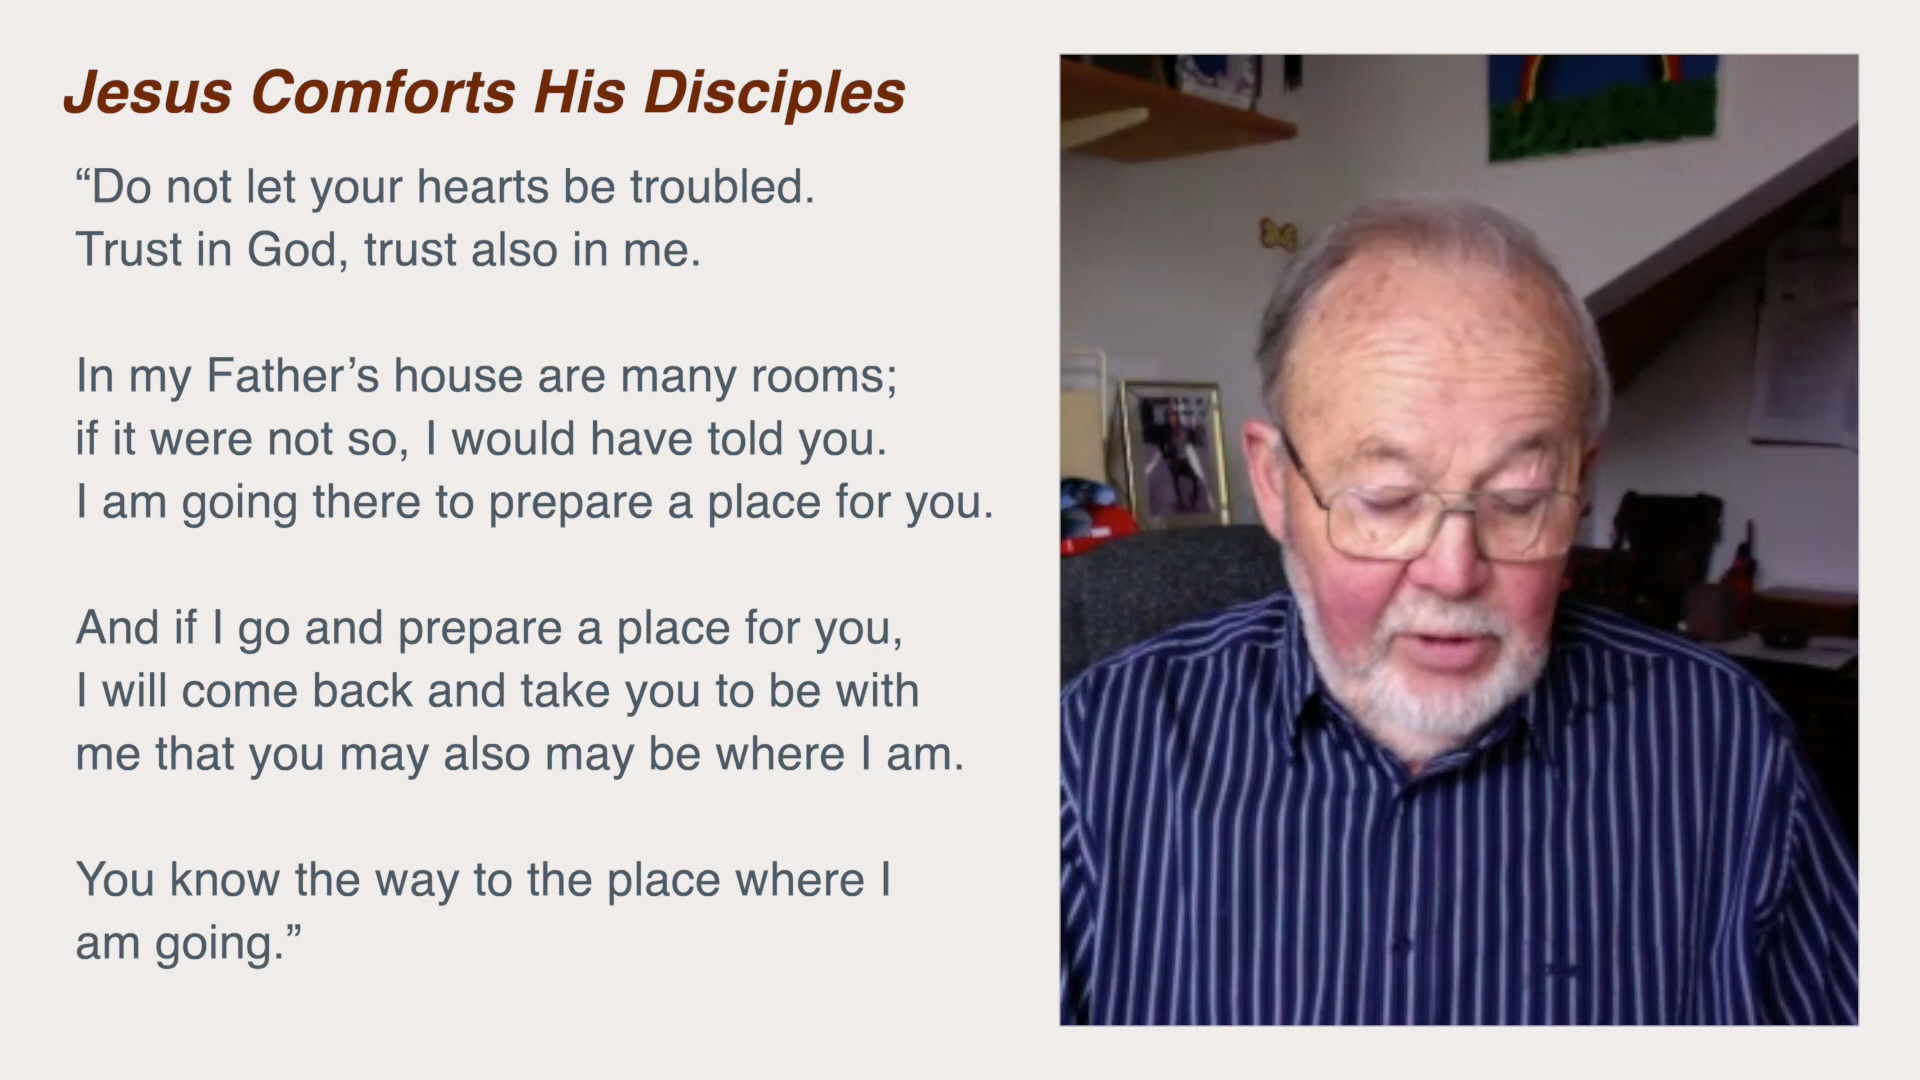 Jesus Comforts His Disciples
“Do not let your hearts be troubled.
Trust in God, trust also in me.
In my Father’s house are many rooms;
if it were not so, I would have told you.
I am going there to prepare a place for you.
And if I go and prepare a place for you,
I will come back and take you to be with
me that you may also may be where I am.
You know the way to the place where I
am going.”